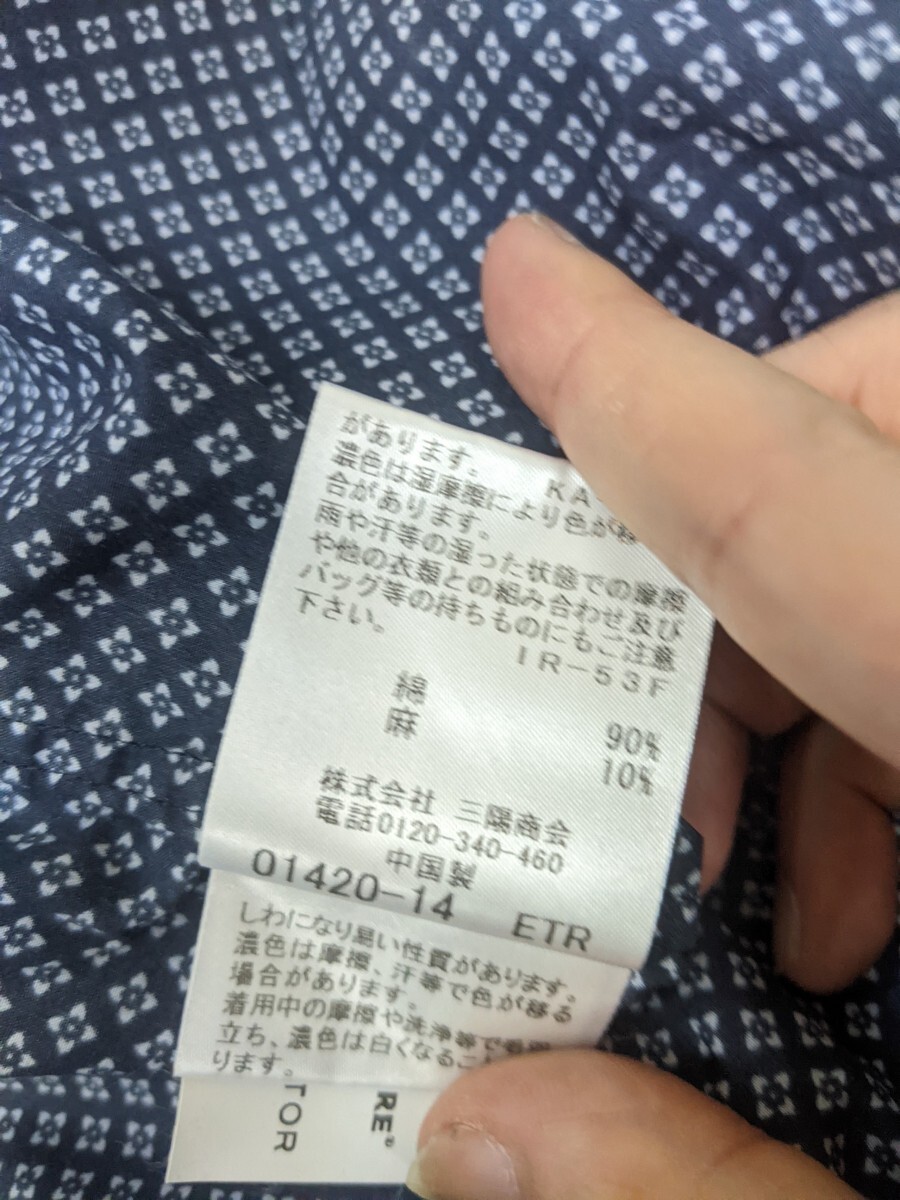 があります。
KA
濃色は湿摩擦により色が移
合があります。
雨や汗等の湿った状態での摩擦
や他の衣類との組み合わせ及び
バッグ等の持ちものにもご注意
下さい。
IR-53F
綿 90%
麻 10%
株式会社 三陽商会
電話0120-340-460
中国製
01420-14 ETR
しわになり易い性質があります。
濃色は摩擦、汗等で色が移る
場合があります。
着用中の摩擦や洗浄等で
立ち、濃色は白くなるこ
ります。
RE®
TOR